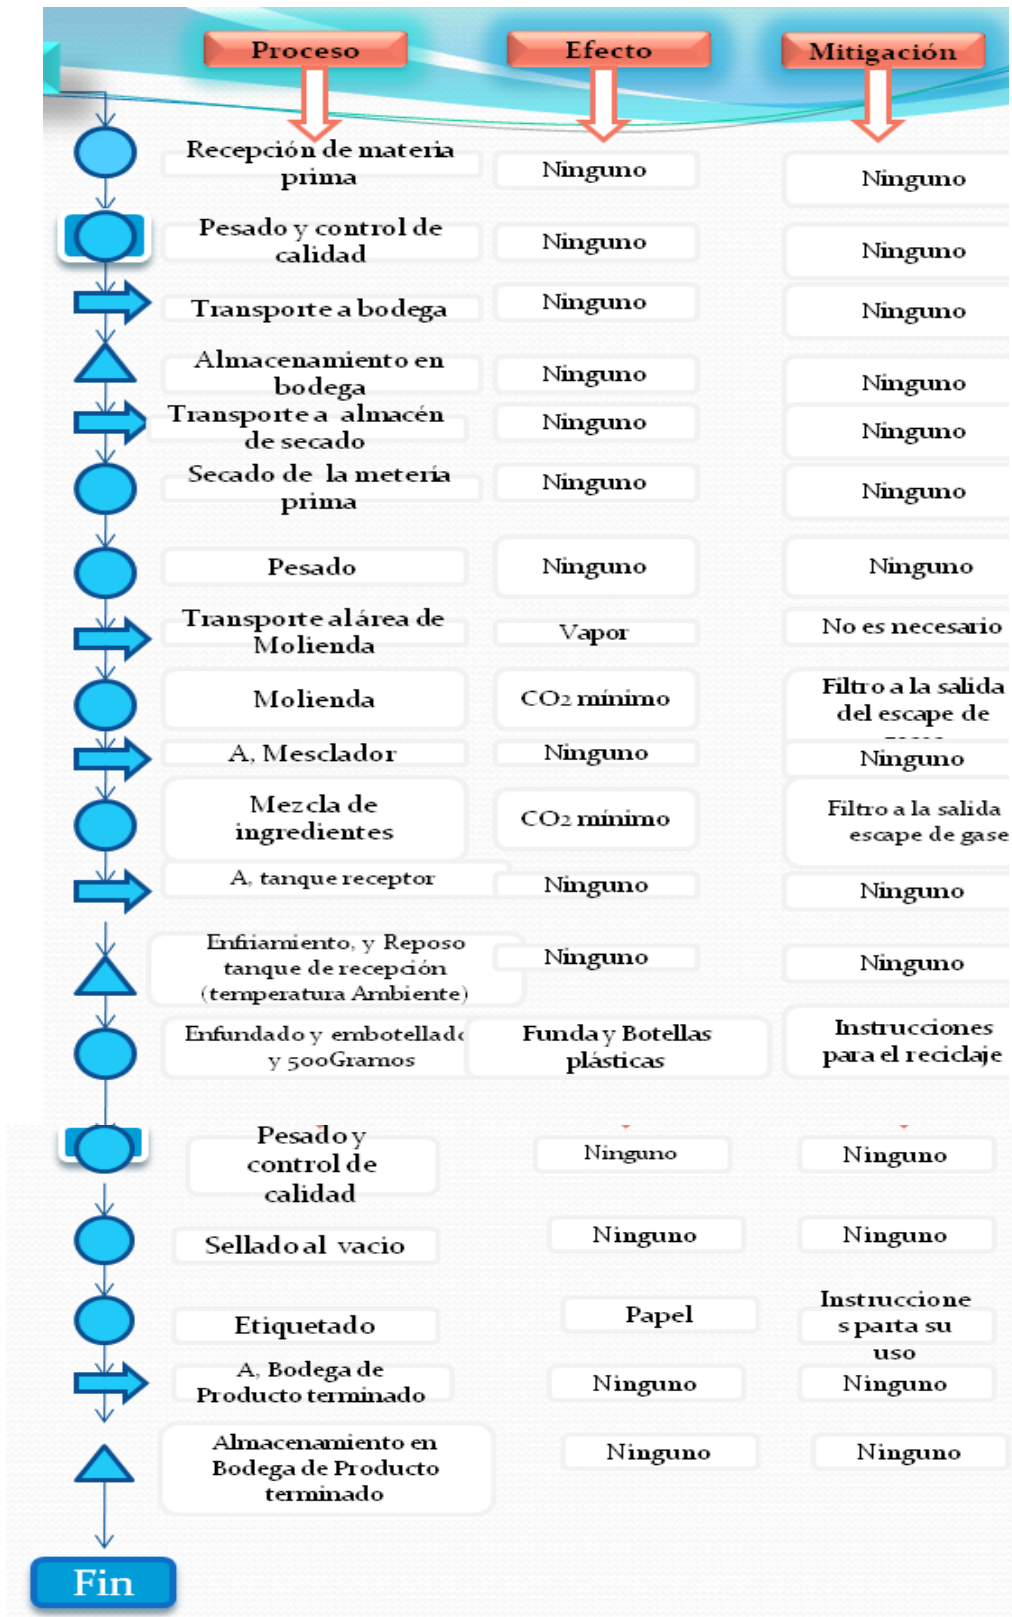 Proceso Efecto Mitigación
Recepción de materia
prima
Ninguno
Ninguno
Pesado y control de
calidad
Ninguno
Ninguno
Transporte a bodega
Ninguno
Ninguno
Almacenamiento en
bodega
Ninguno
Ninguno
Transporte a almacén
de secado
Ninguno
Ninguno
Secado de la metería
prima
Ninguno
Ninguno
Pesado
Ninguno
Ninguno
Transporte al área de
Molienda
Vapor
No es necesario
Molienda
CO2 mínimo
Filtro a la salida
del escape de
A, Mesclador
Ninguno
Ninguno
Mezcla de
ingredientes
CO2 mínimo
Filtro a la salida
escape de gase
A, tanque receptor
Ninguno
Ninguno
Enfriamiento, y Reposo
tanque de recepción
(temperatura Ambiente)
Ninguno
Ninguno
Enfundado y embotellado
y 500Gramos
Funda y Botellas
plásticas
Instrucciones
para el reciclaje
Pesado y
control de
calidad
Ninguno
Ninguno
Sellado al vacio
Ninguno
Ninguno
Etiquetado
Papel
Instruccione
s parta su
uso
A, Bodega de
Producto terminado
Ninguno
Ninguno
Almacenamiento en
Bodega de Producto
terminado
Ninguno
Ninguno
Fin